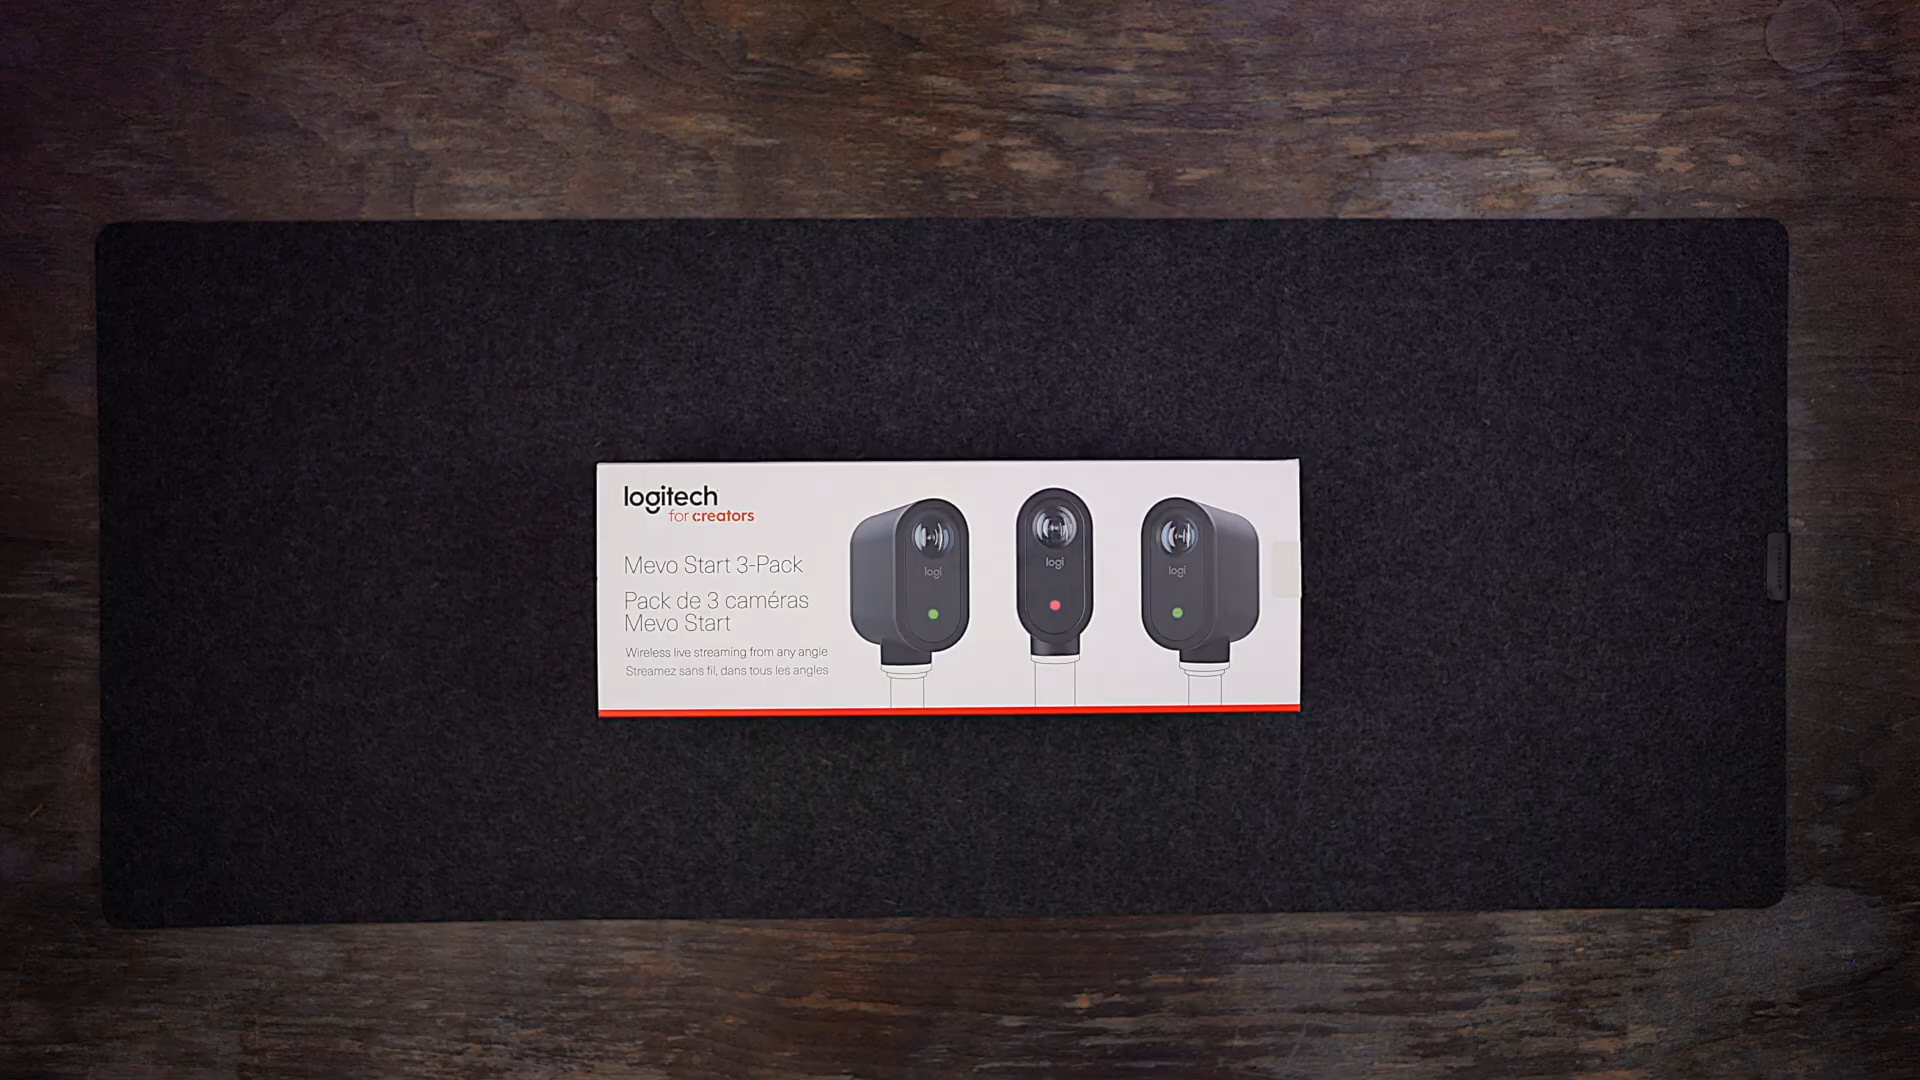 logitech
for creators
Mevo Start 3-Pack
Pack de 3 caméras
Mevo Start
Wireless live streaming from any angle
Streamez sans fil, dans tous les angles
logi
logi
logi